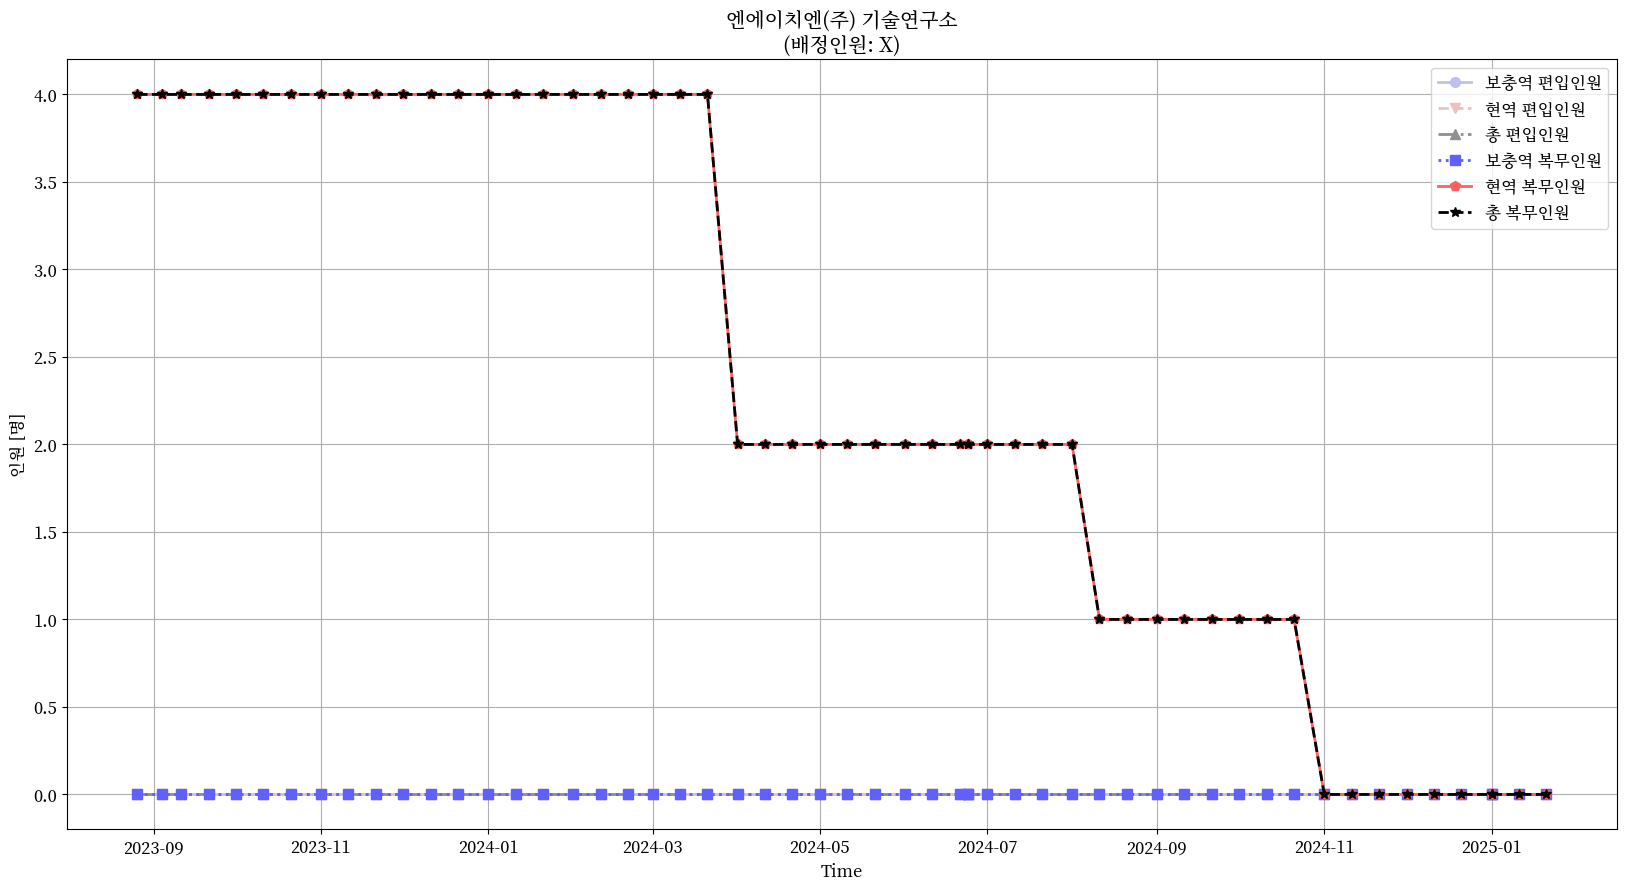 엔에이치엔(주) 기술연구소
(배정인원: X)
보충역 편입인원
현역 편입인원
총 편입인원
보충역 복무인원
현역 복무인원
총 복무인원
인원 [명]
4.0
3.5
3.0
2.5
2.0
1.5
1.0
0.5
0.0
2023-09
2023-11
2024-01
2024-03
2024-05
2024-07
2024-09
2024-11
2025-01
Time